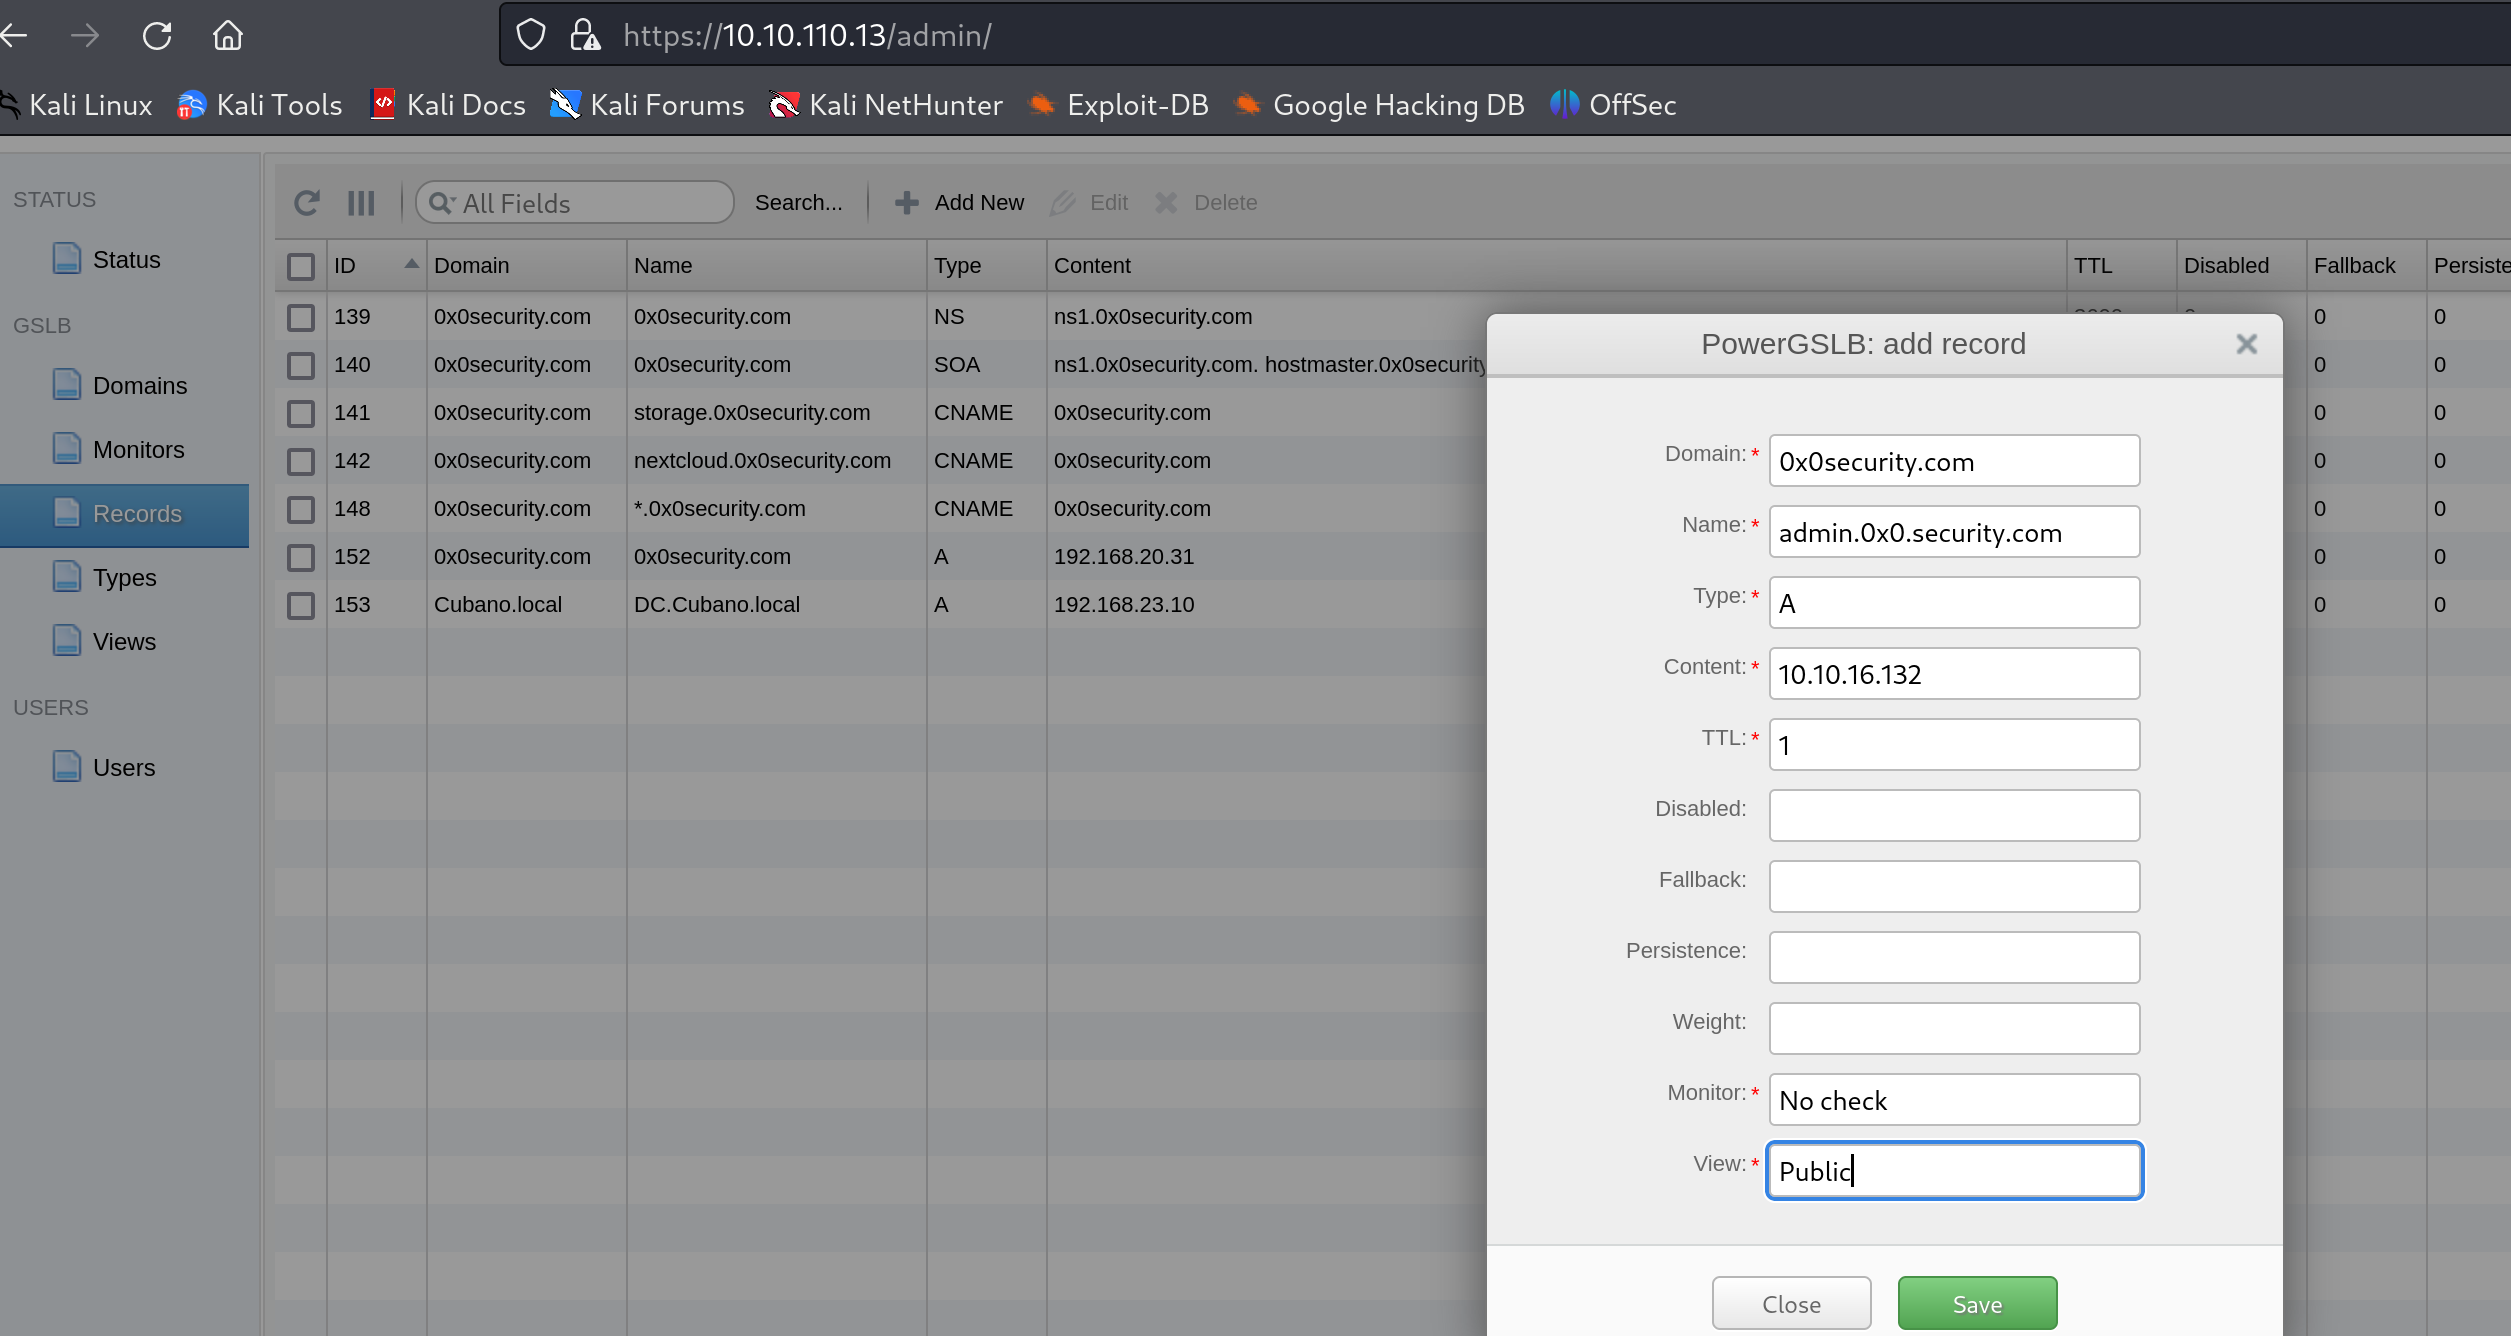 https://10.10.110.13/admin/
Kali Linux Kali Tools Kali Docs Kali Forums Kali NetHunter Exploit-DB Google Hacking DB OffSec
STATUS
Status
GSLB
Domains
Monitors
Records
Types
Views
USERS
Users
All Fields Search... Add New Edit Delete
ID Domain Name Type Content TTL Disabled Fallback Persiste
139 0x0security.com 0x0security.com NS ns1.0x0security.com 0 0
140 0x0security.com 0x0security.com SOA ns1.0x0security.com. hostmaster.0x0security 0 0
141 0x0security.com storage.0x0security.com CNAME 0x0security.com 0 0
142 0x0security.com nextcloud.0x0security.com CNAME 0x0security.com 0 0
148 0x0security.com *.0x0security.com CNAME 0x0security.com 0 0
152 0x0security.com 0x0security.com A 192.168.20.31 0 0
153 Cubano.local DC.Cubano.local A 192.168.23.10 0 0
PowerGSLB: add record
Domain:* 0x0security.com
Name:* admin.0x0.security.com
Type:* A
Content:* 10.10.16.132
TTL:* 1
Disabled:
Fallback:
Persistence:
Weight:
Monitor:* No check
View:* Public
Close Save